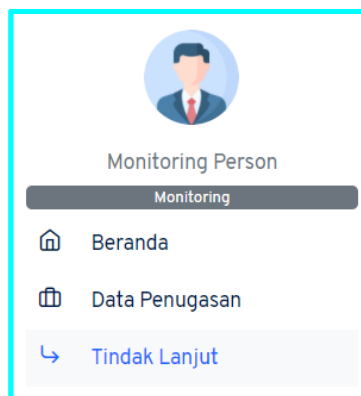 Monitoring Person
Monitoring
Beranda
Data Penugasan
Tindak Lanjut